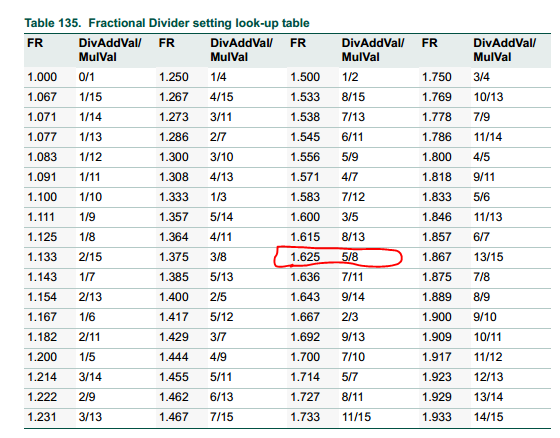 Table 135. Fractional Divider setting look-up table
FR DivAddVal/ MulVal FR DivAddVal/ MulVal FR DivAddVal/ MulVal FR DivAddVal/ MulVal
1.000 0/1 1.250 1/4 1.500 1/2 1.750 3/4
1.067 1/15 1.267 4/15 1.533 8/15 1.769 10/13
1.071 1/14 1.273 3/11 1.538 7/13 1.778 7/9
1.077 1/13 1.286 2/7 1.545 6/11 1.786 11/14
1.083 1/12 1.300 3/10 1.556 5/9 1.800 4/5
1.091 1/11 1.308 4/13 1.571 4/7 1.818 9/11
1.100 1/10 1.333 1/3 1.583 7/12 1.833 5/6
1.111 1/9 1.357 5/14 1.600 3/5 1.846 11/13
1.125 1/8 1.364 4/11 1.615 8/13 1.857 6/7
1.133 2/15 1.375 3/8 1.625 5/8 1.867 13/15
1.143 1/7 1.385 5/13 1.636 7/11 1.875 7/8
1.154 2/13 1.400 2/5 1.643 9/14 1.889 8/9
1.167 1/6 1.417 5/12 1.667 2/3 1.900 9/10
1.182 2/11 1.429 3/7 1.692 9/13 1.909 10/11
1.200 1/5 1.444 4/9 1.700 7/10 1.917 11/12
1.214 3/14 1.455 5/11 1.714 5/7 1.923 12/13
1.222 2/9 1.462 6/13 1.727 8/11 1.929 13/14
1.231 3/13 1.467 7/15 1.733 11/15 1.933 14/15